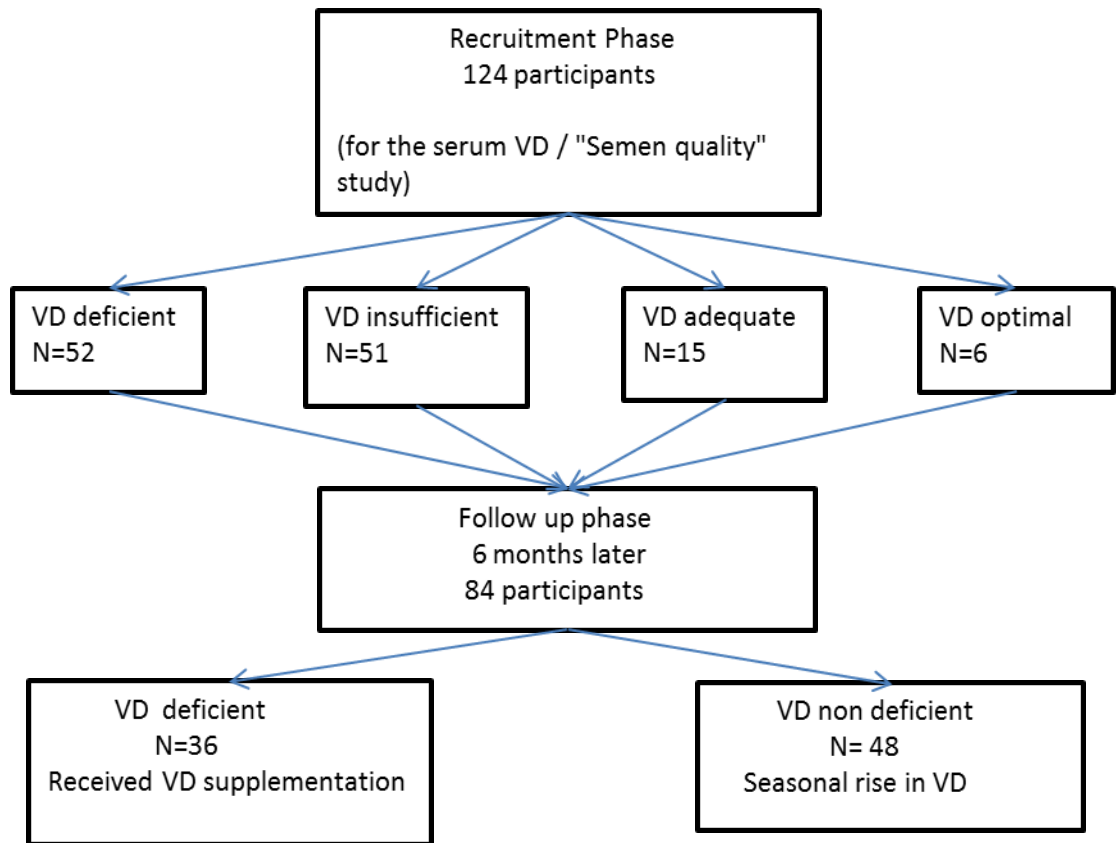 Recruitment Phase
124 participants
(for the serum VD / "Semen quality"
study)
VD deficient
N=52
VD insufficient
N=51
VD adequate
N=15
VD optimal
N=6
Follow up phase
6 months later
84 participants
VD deficient
N=36
Received VD supplementation
VD non deficient
N= 48
Seasonal rise in VD